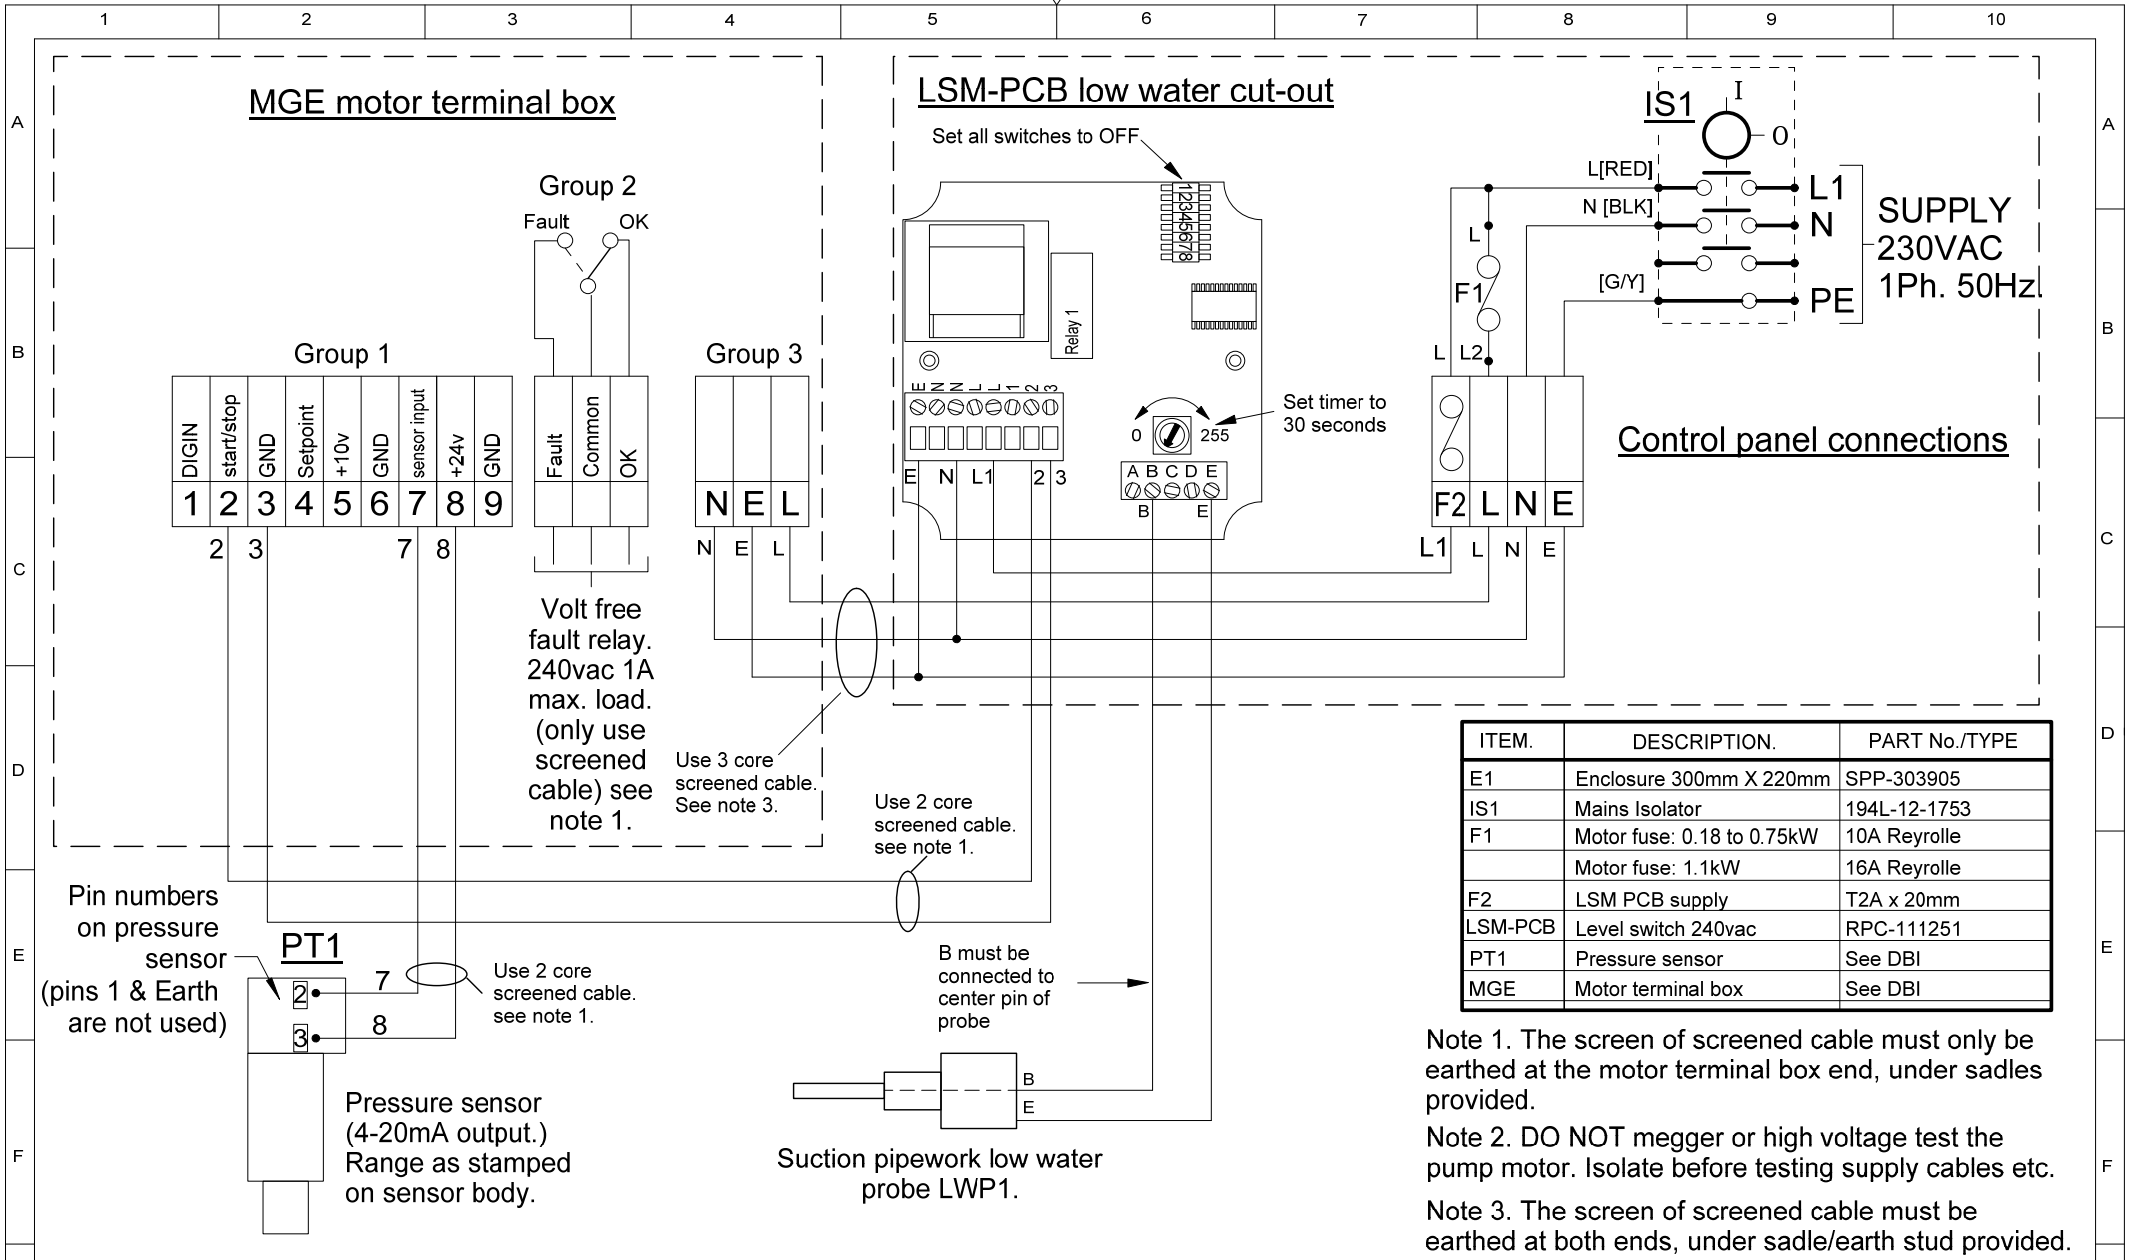 1 2 3 4 5 6 7 8 9 10
A
B
C
D
E
F
A
B
C
D
E
F
MGE motor terminal box
Group 2
Fault OK
Group 1
Group 3
DIGIN
start/stop
GND
Setpoint
+10v
GND
sensor input
+24v
GND
1 2 3 4 5 6 7 8 9
2 3 7 8
Fault
Common
OK
N E L
N E L
Volt free
fault relay.
240vac 1A
max. load.
(only use
screened
cable) see
note 1.
Use 3 core
screened cable.
See note 3.
Use 2 core
screened cable.
see note 1.
Pin numbers
on pressure
sensor
(pins 1 & Earth
are not used)
PT1
2 7
3 8
Use 2 core
screened cable.
see note 1.
Pressure sensor
(4-20mA output.)
Range as stamped
on sensor body.
LSM-PCB low water cut-out
Set all switches to OFF
12345678
Relay 1
E N N L L 1 2 3
E N L1 2 3
0 255
Set timer to
30 seconds
A B C D E
B E
B must be
connected to
center pin of
probe
B
E
Suction pipework low water
probe LWP1.
IS1
I
O
L[RED]
N [BLK]
[G/Y]
L1
N
PE
SUPPLY
230VAC
1Ph. 50Hz.
L
F1
L L2
F2 L N E
L1 L N E
Control panel connections
ITEM. DESCRIPTION. PART No./TYPE
E1 Enclosure 300mm X 220mm SPP-303905
IS1 Mains Isolator 194L-12-1753
F1 Motor fuse: 0.18 to 0.75kW 10A Reyrolle
Motor fuse: 1.1kW 16A Reyrolle
F2 LSM PCB supply T2A x 20mm
LSM-PCB Level switch 240vac RPC-111251
PT1 Pressure sensor See DBI
MGE Motor terminal box See DBI
Note 1. The screen of screened cable must only be
earthed at the motor terminal box end, under sadles
provided.
Note 2. DO NOT megger or high voltage test the
pump motor. Isolate before testing supply cables etc.
Note 3. The screen of screened cable must be
earthed at both ends, under sadle/earth stud provided.